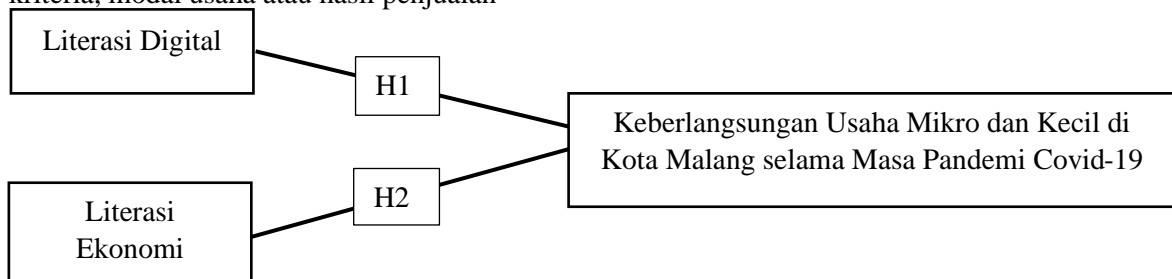 kriteria, modal usaha atau hasil penjualan
Literasi Digital
H1
Keberlangsungan Usaha Mikro dan Kecil di
Kota Malang selama Masa Pandemi Covid-19
H2
Literasi
Ekonomi